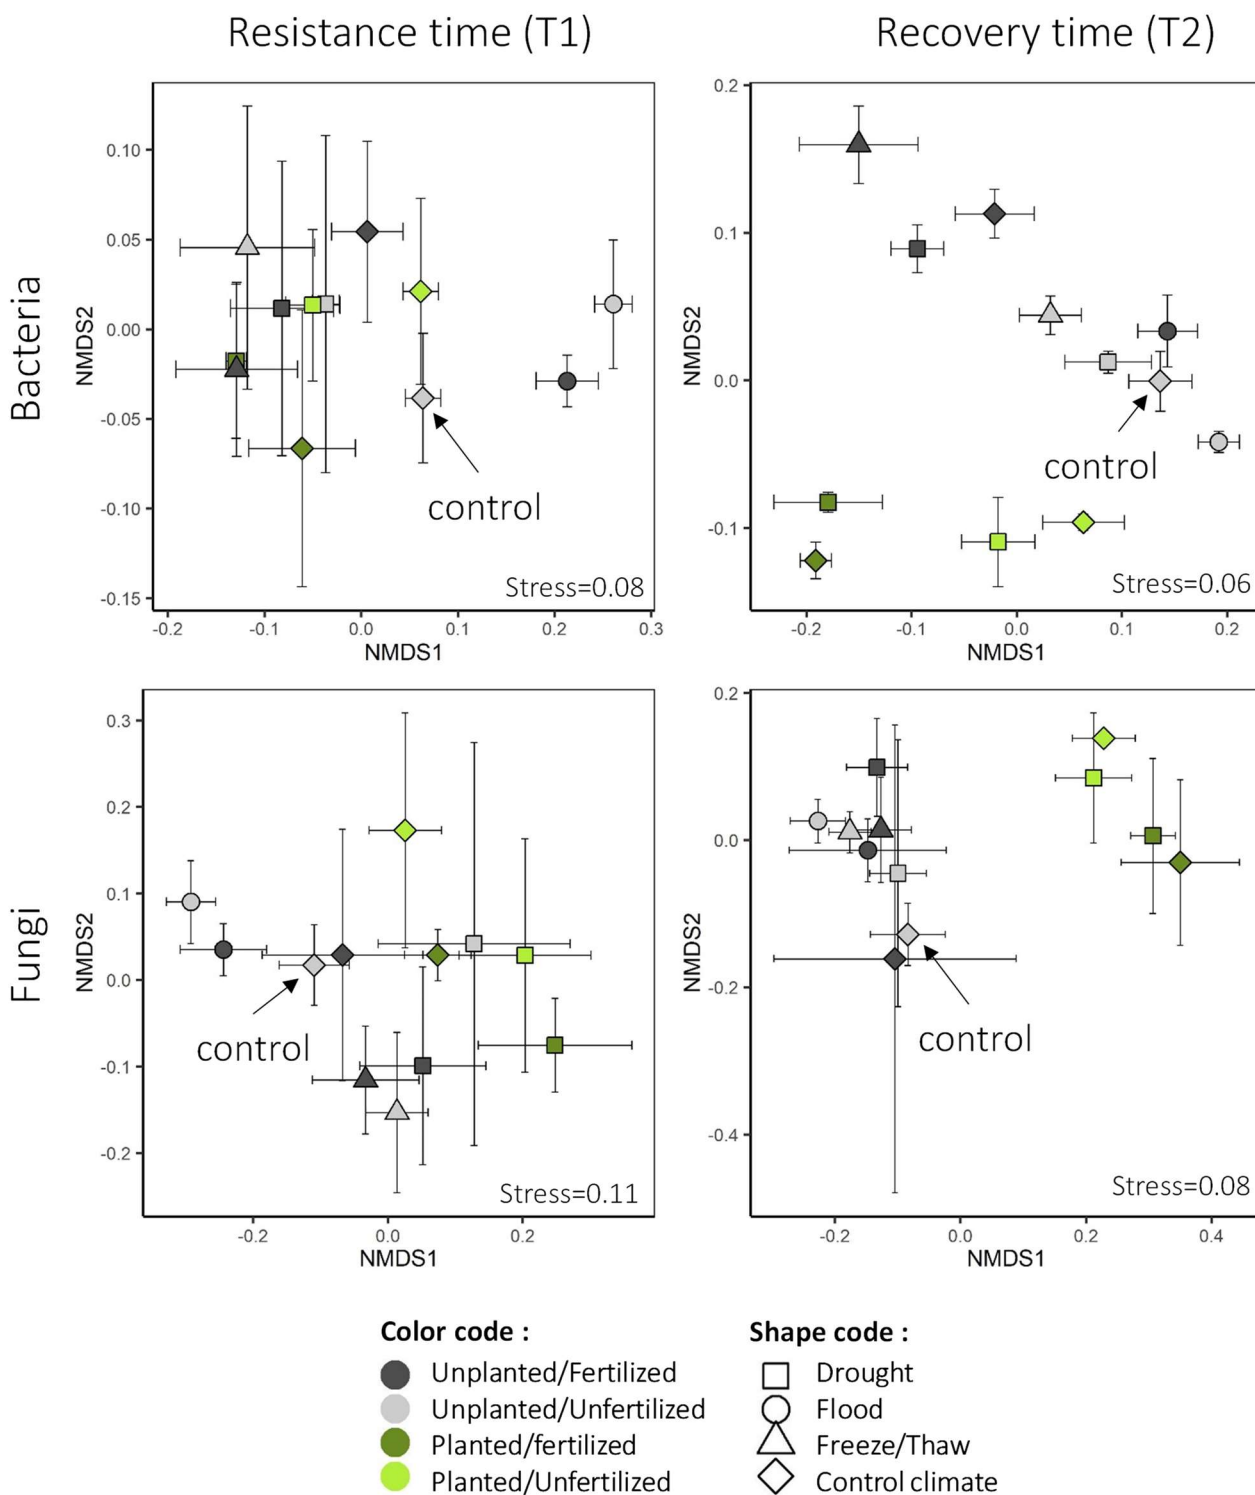 Resistance time (T1)
Recovery time (T2)
Bacteria
NMDS2
0.10
0.05
0.00
-0.05
-0.10
-0.15
control
Stress=0.08
-0.2 -0.1 0.0 0.1 0.2 0.3
NMDS1
NMDS2
0.2
0.1
0.0
-0.1
control
Stress=0.06
-0.2 -0.1 0.0 0.1 0.2
NMDS1
Fungi
NMDS2
0.3
0.2
0.1
0.0
-0.1
-0.2
control
Stress=0.11
-0.2 0.0 0.2
NMDS1
NMDS2
0.2
0.0
-0.2
-0.4
control
Stress=0.08
-0.2 0.0 0.2 0.4
NMDS1
Color code :
Unplanted/Fertilized
Unplanted/Unfertilized
Planted/fertilized
Planted/Unfertilized
Shape code :
Drought
Flood
Freeze/Thaw
Control climate